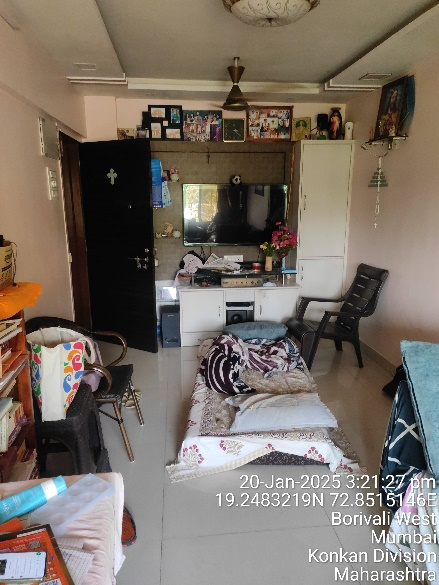 20-Jan-2025 3:21:27 pm
19.2483219N 72.8515146E
Borivali West
Mumbai
Konkan Division
Maharashtra